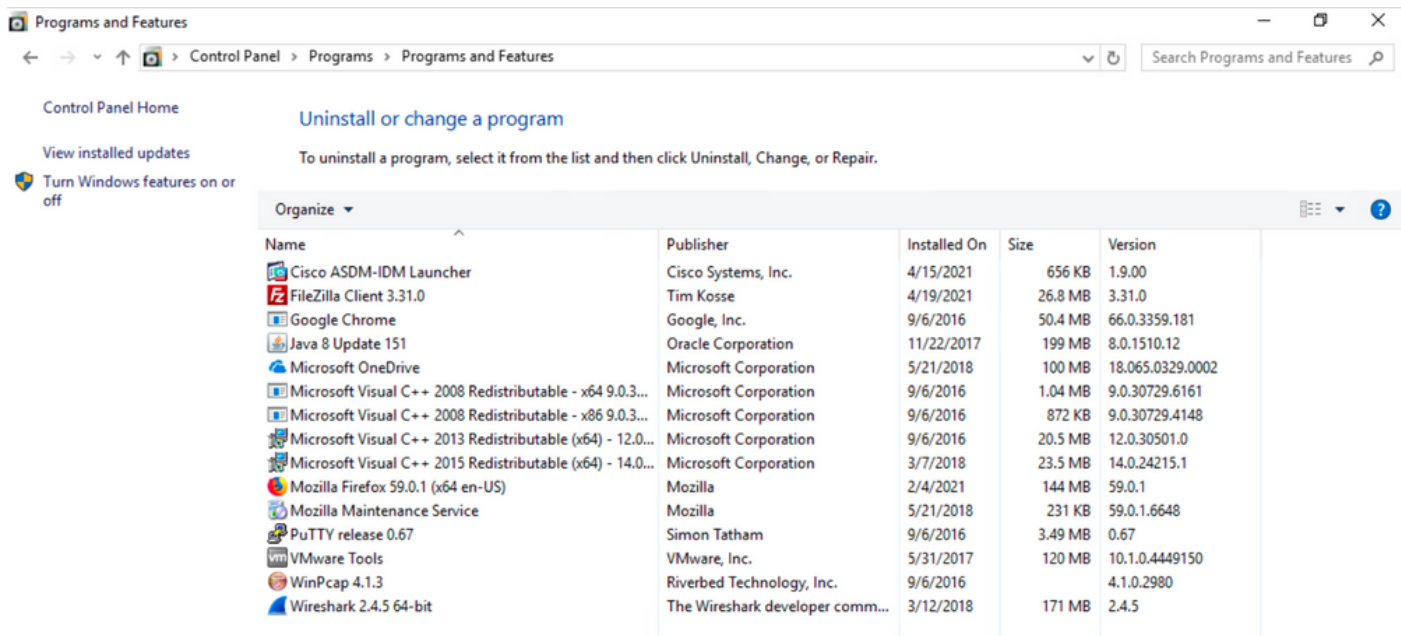 Programs and Features
Control Panel > Programs > Programs and Features
Search Programs and Features
Control Panel Home
View installed updates
Turn Windows features on or
off
Uninstall or change a program
To uninstall a program, select it from the list and then click Uninstall, Change, or Repair.
Organize
Name Publisher Installed On Size Version
Cisco ASDM-IDM Launcher Cisco Systems, Inc. 4/15/2021 656 KB 1.9.00
FileZilla Client 3.31.0 Tim Kosse 4/19/2021 26.8 MB 3.31.0
Google Chrome Google, Inc. 9/6/2016 50.4 MB 66.0.3359.181
Java 8 Update 151 Oracle Corporation 11/22/2017 199 MB 8.0.1510.12
Microsoft OneDrive Microsoft Corporation 5/21/2018 100 MB 18.065.0329.0002
Microsoft Visual C++ 2008 Redistributable - x64 9.0.3... Microsoft Corporation 9/6/2016 1.04 MB 9.0.30729.6161
Microsoft Visual C++ 2008 Redistributable - x86 9.0.3... Microsoft Corporation 9/6/2016 872 KB 9.0.30729.4148
Microsoft Visual C++ 2013 Redistributable (x64) - 12.0... Microsoft Corporation 9/6/2016 20.5 MB 12.0.30501.0
Microsoft Visual C++ 2015 Redistributable (x64) - 14.0... Microsoft Corporation 3/7/2018 23.5 MB 14.0.24215.1
Mozilla Firefox 59.0.1 (x64 en-US) Mozilla 2/4/2021 144 MB 59.0.1
Mozilla Maintenance Service Mozilla 5/21/2018 231 KB 59.0.1.6648
PuTTY release 0.67 Simon Tatham 9/6/2016 3.49 MB 0.67
vm VMware Tools VMware, Inc. 5/31/2017 120 MB 10.1.0.4449150
WinPcap 4.1.3 Riverbed Technology, Inc. 9/6/2016 4.1.0.2980
Wireshark 2.4.5 64-bit The Wireshark developer comm... 3/12/2018 171 MB 2.4.5